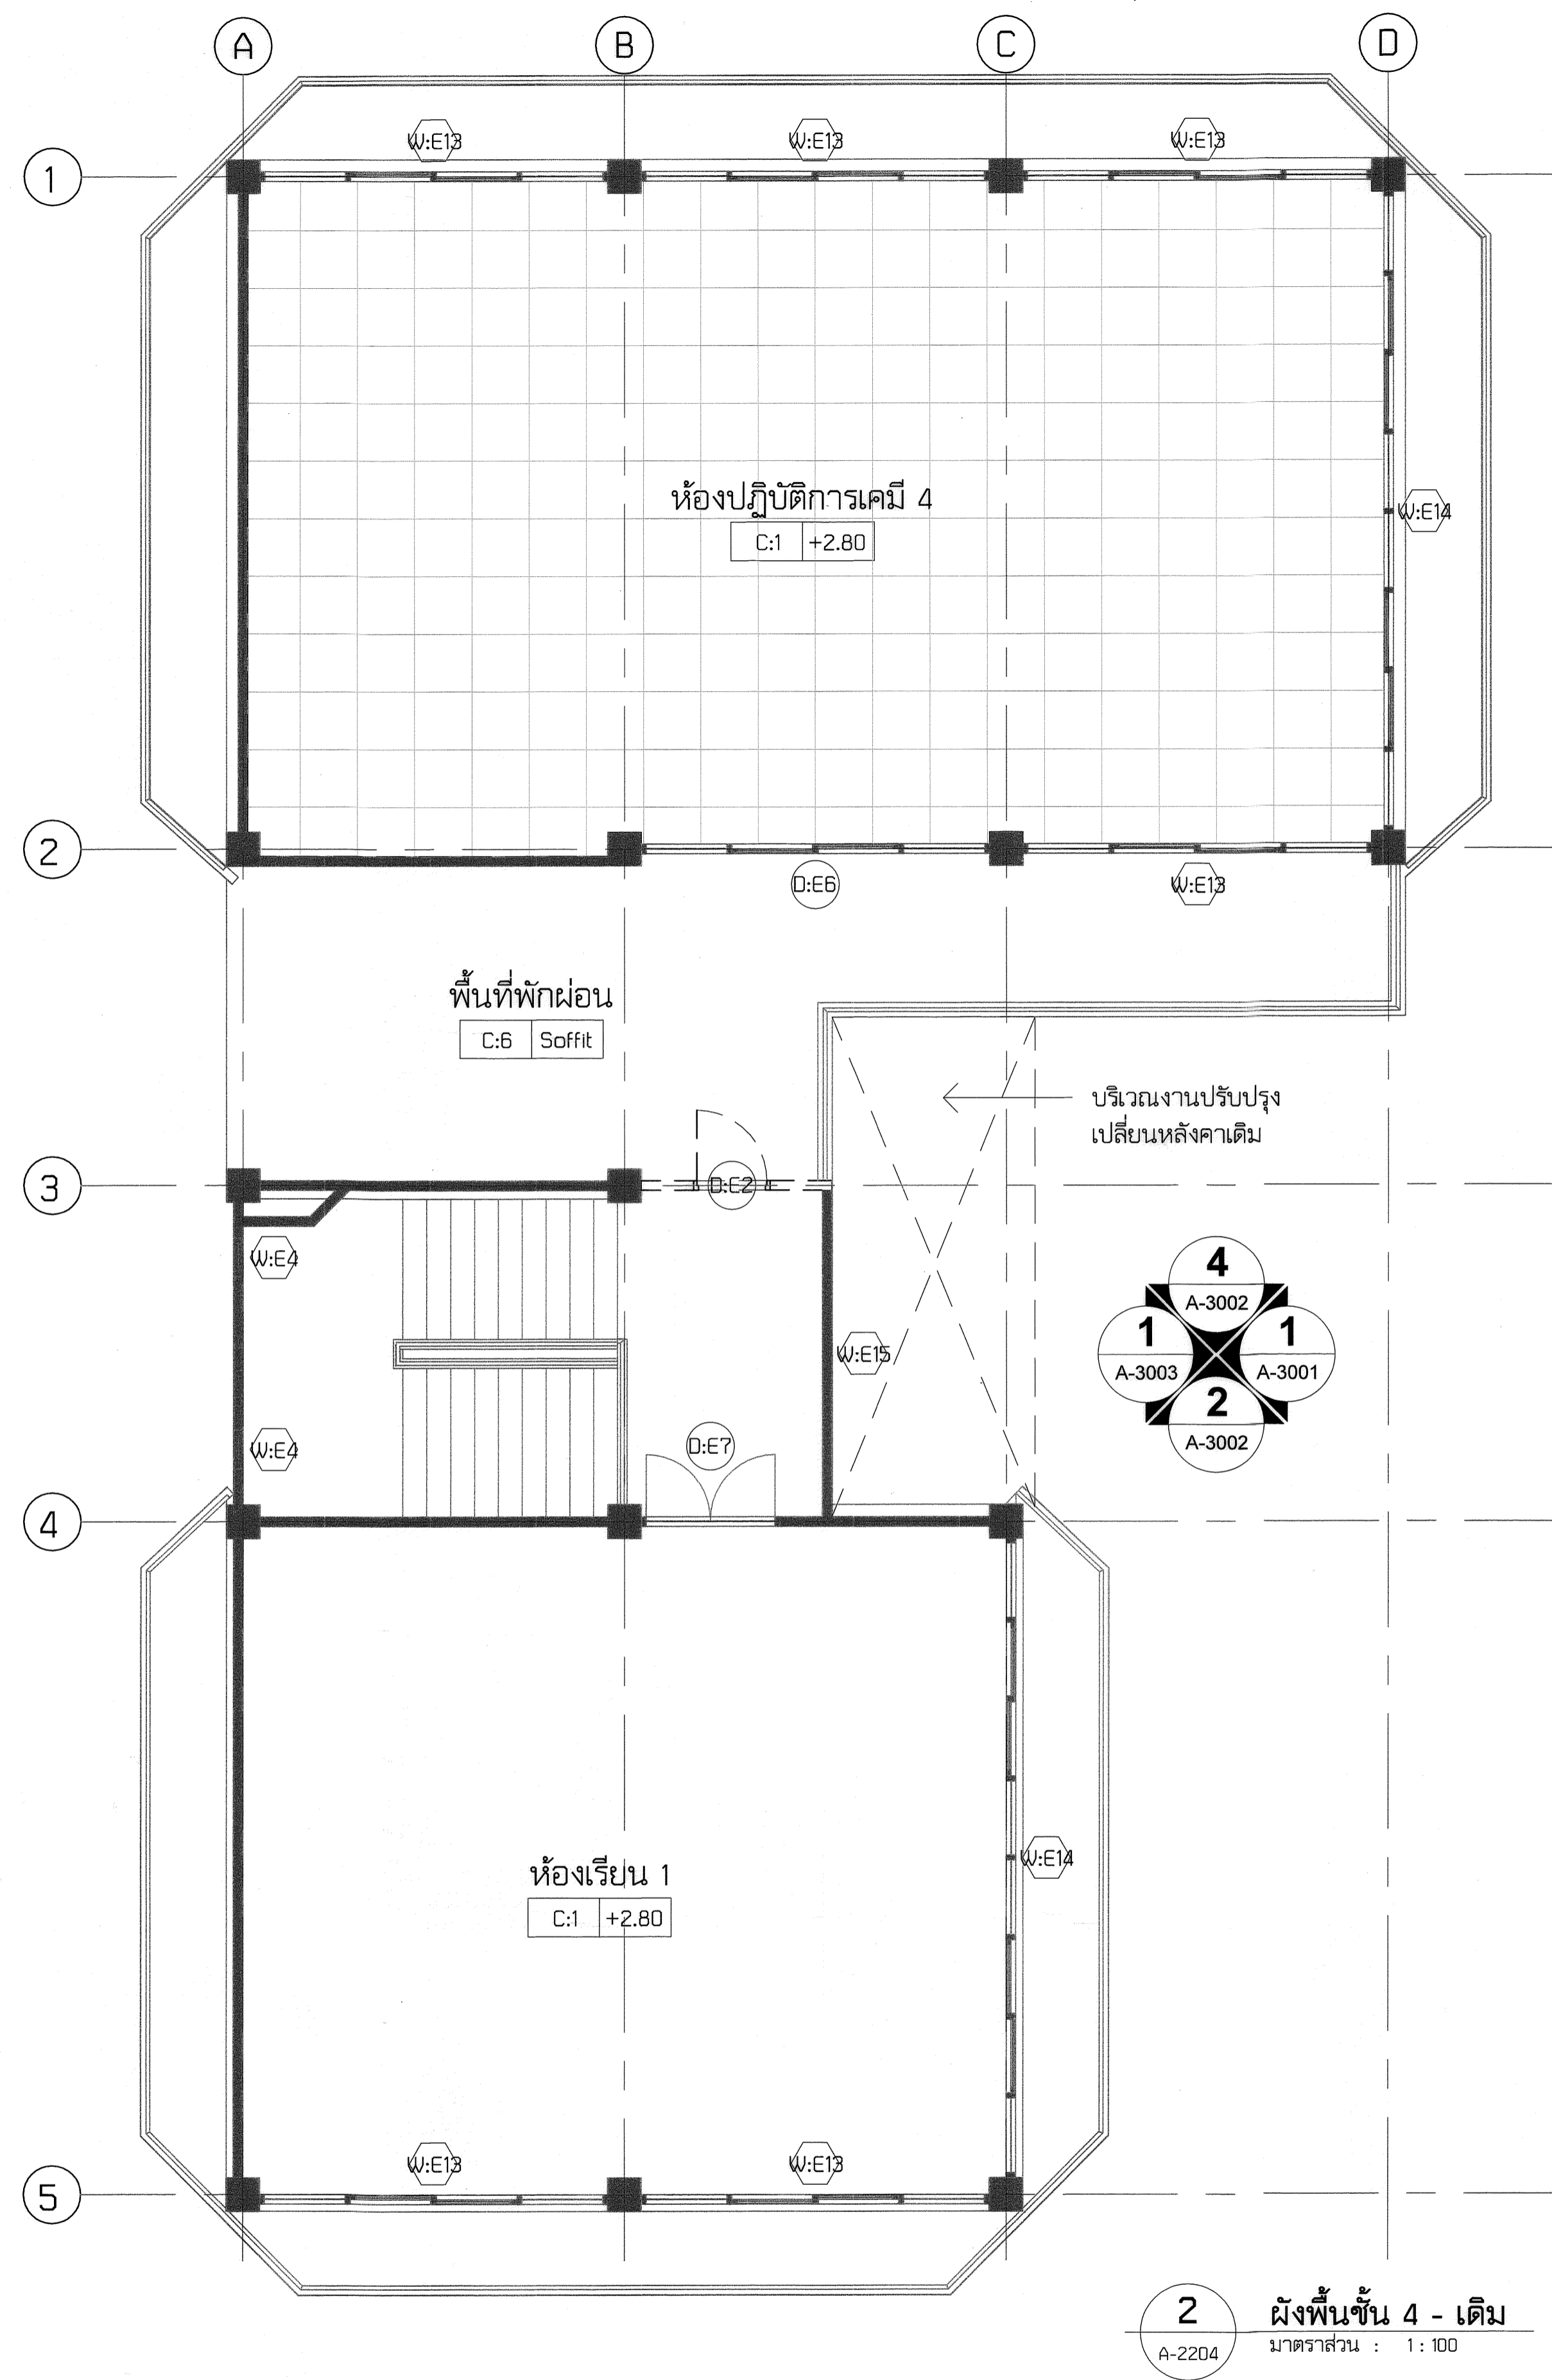 A
B
C
D
W:E13
W:E13
W:E13
1
ห้องปฏิบัติการเคมี 4
C:1 +2.80
W:E14
2
D:E6
W:E13
พื้นที่พักผ่อน
C:6 Soffit
บริเวณงานปรับปรุง
เปลี่ยนหลังคาเดิม
3
D:E2
W:E4
4
A-3002
1
A-3003
1
A-3001
2
A-3002
W:E15
W:E4
D:E7
4
ห้องเรียน 1
C:1 +2.80
W:E14
W:E13
W:E13
5
2
A-2204
ผังพื้นชั้น 4 - เดิม
มาตราส่วน : 1 : 100